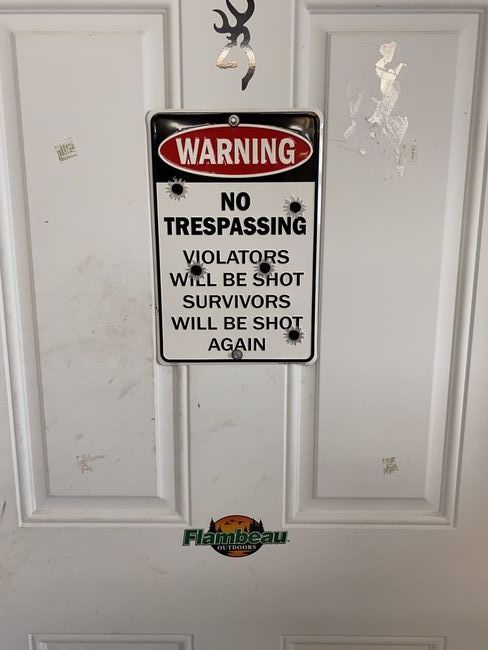 WARNING
NO
TRESPASSING
VIOLATORS
WILL BE SHOT
SURVIVORS
WILL BE SHOT
AGAIN
Flambeau
OUTDOORS